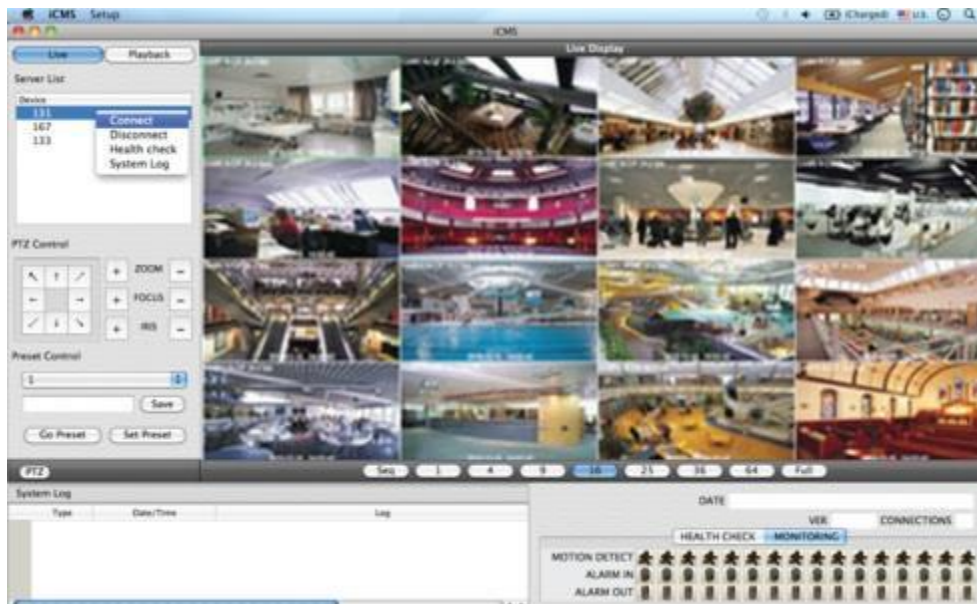 iCMS Setup
(Charged) U.S.
iCMS
Live Playback
Live Display
Server List
Device
131
167
133
Connect
Disconnect
Health check
System Log
PTZ Control
+ ZOOM -
+ FOCUS -
+ IRIS -
Preset Control
1
Save
Go Preset Set Preset
PTZ
Seq 1 4 9 16 25 36 64 Full
System Log
Type Date/Time Log
DATE
VER CONNECTIONS
HEALTH CHECK MONITORING
MOTION DETECT
ALARM IN
ALARM OUT